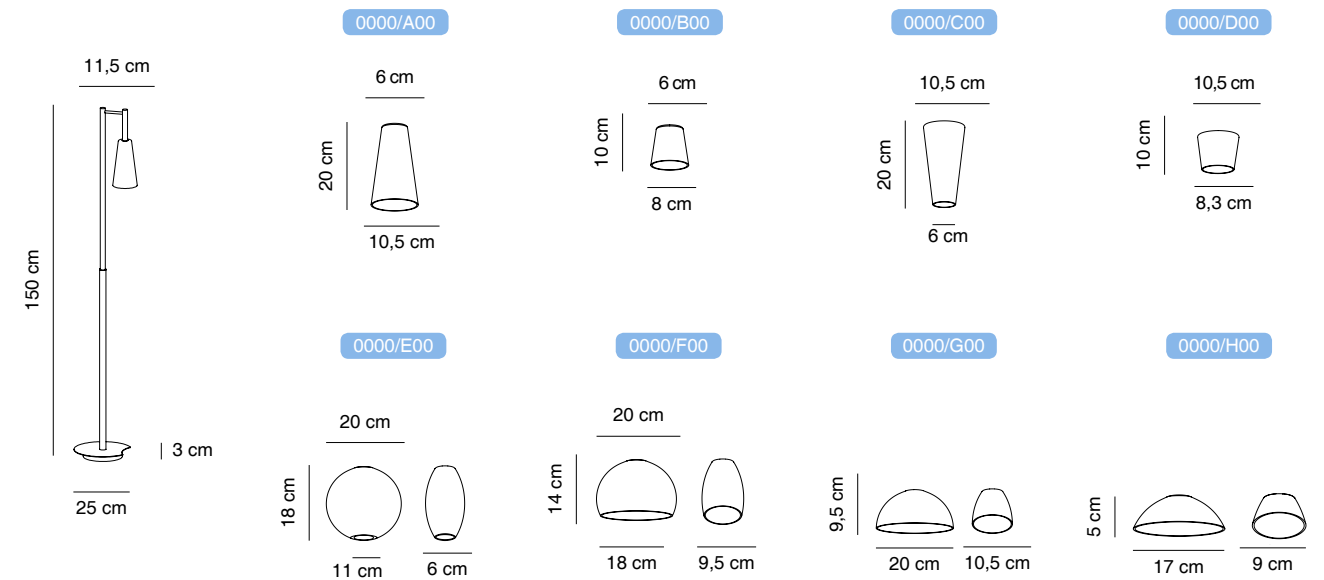 11,5 cm
150 cm
3 cm
25 cm
0000/A00
6 cm
20 cm
10,5 cm
0000/B00
6 cm
10 cm
8 cm
0000/C00
10,5 cm
20 cm
6 cm
0000/D00
10,5 cm
10 cm
8,3 cm
0000/E00
20 cm
18 cm
11 cm
6 cm
0000/F00
20 cm
14 cm
18 cm
9,5 cm
0000/G00
9,5 cm
20 cm
10,5 cm
0000/H00
5 cm
17 cm
9 cm